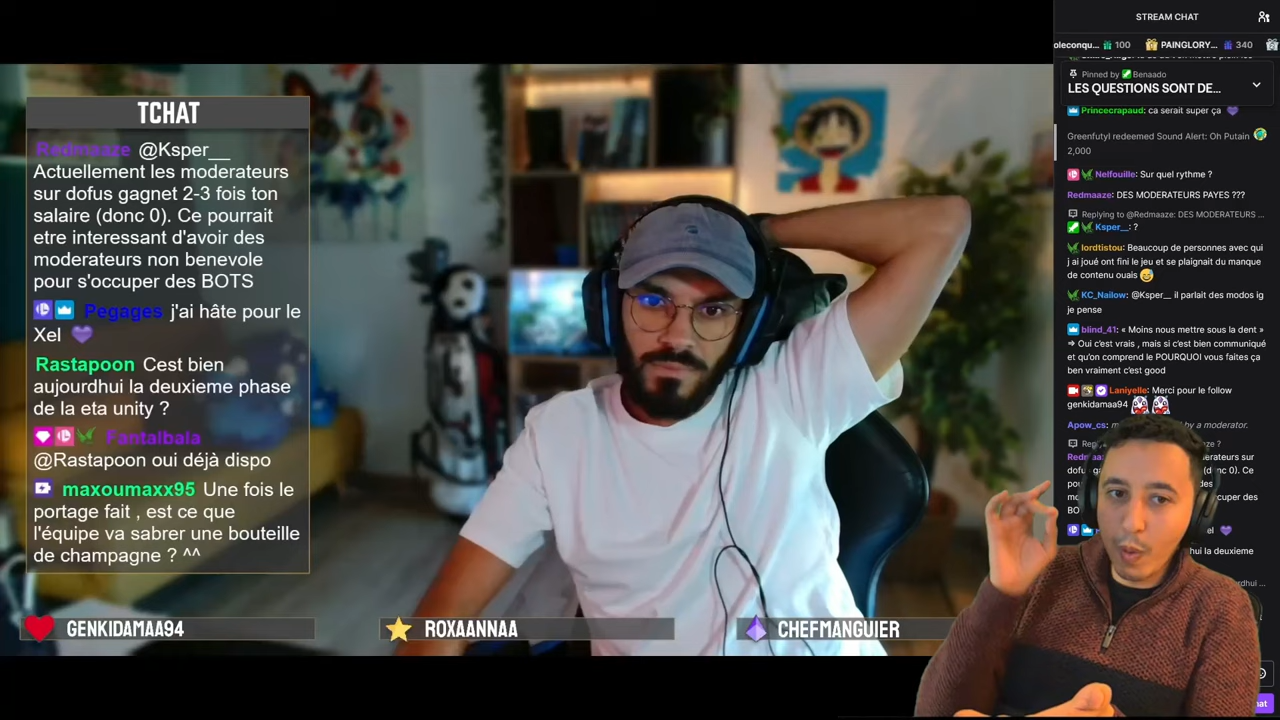 TCHAT
Redmaaze @Ksper__
Actuellement les moderateurs
sur dofus gagnet 2-3 fois ton
salaire (donc 0). Ce pourrait
etre interessant d'avoir des
moderateurs non benevole
pour s'occuper des BOTS
Pegages j'ai hâte pour le
Xel
Rastapoon Cest bien
aujourdhui la deuxieme phase
de la eta unity ?
Fantalbala
@Rastapoon oui déjà dispo
maxoumaxx95 Une fois le
portage fait , est ce que
l'équipe va sabrer une bouteille
de champagne ? ^^
GENKIDAMAA94
ROXAANNAA
CHEFMANGUIER
STREAM CHAT
oleconqu... 100 PAINGLORY... 340
Pinned by Benaado
LES QUESTIONS SONT DE...
Princecrapaud: ca serait super ça
Greenfutyl redeemed Sound Alert: Oh Putain
2,000
Nelfouille: Sur quel rythme ?
Redmaaze: DES MODERATEURS PAYES ???
Replying to @Redmaaze: DES MODERATEURS ...
Ksper__: ?
lordtistou: Beaucoup de personnes avec qui
j ai joué ont fini le jeu et se plaignait du manque
de contenu ouais
KC_Nailow: @Ksper__ il parlait des modos ig
je pense
blind_41: « Moins nous mettre sous la dent »
=> Oui c'est vrais , mais si c'est bien communiqué
et qu'on comprend le POURQUOI vous faites ça
ben vraiment c'est good
Laniyelle: Merci pour le follow
genkidamaa94
Apow_cs: by a moderator.